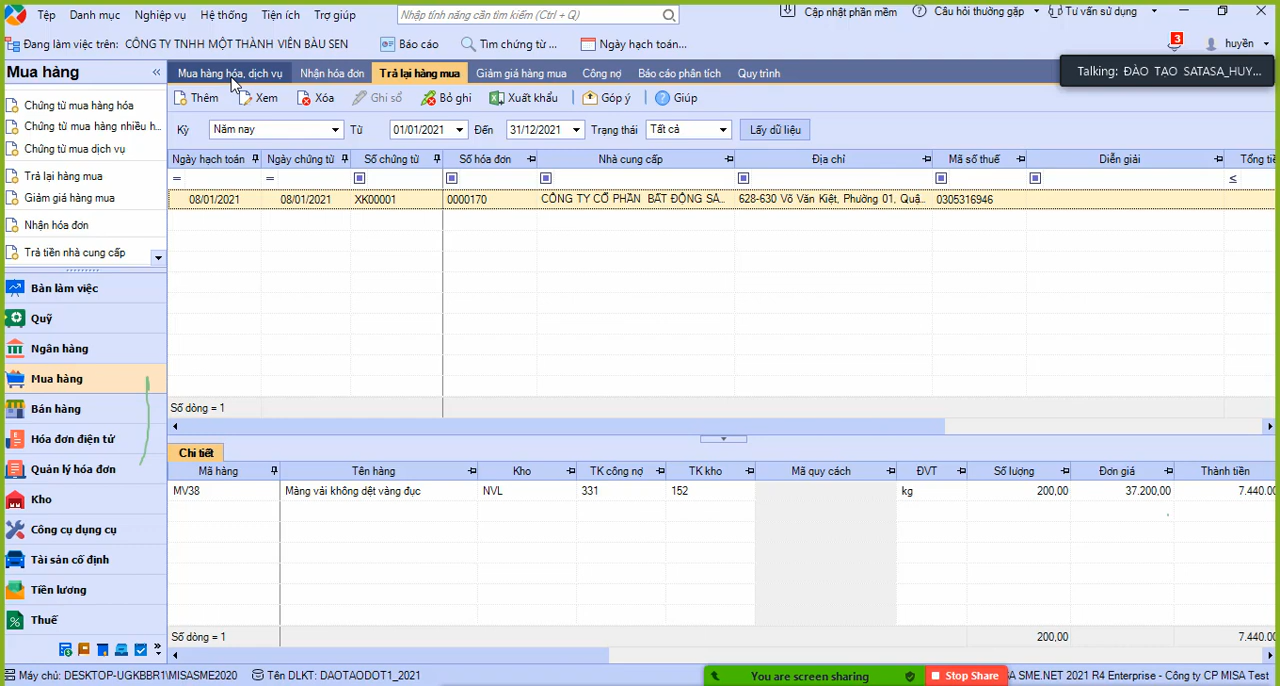 Tệp Danh mục Nghiệp vụ Hệ thống Tiện ích Trợ giúp Nhập tính năng cần tìm kiếm (Ctrl + Q) Cập nhật phần mềm Câu hỏi thường gặp Tư vấn sử dụng
Đang làm việc trên: CÔNG TY TNHH MỘT THÀNH VIÊN BÀU SEN Báo cáo Tìm chứng từ ... Ngày hạch toán... 3 huyền
Mua hàng « Mua hàng hóa, dịch vụ Nhận hóa đơn Trả lại hàng mua Giảm giá hàng mua Công nợ Báo cáo phân tích Quy trình
Talking: ĐÀO TAO SATASA_HUY...
Thêm Xem Xóa Ghi sổ Bỏ ghi Xuất khẩu Góp ý Giúp
Kỳ Năm nay Từ 01/01/2021 Đến 31/12/2021 Trạng thái Tất cả Lấy dữ liệu
Chứng từ mua hàng hóa
Chứng từ mua hàng nhiều h...
Chứng từ mua dịch vụ
Trả lại hàng mua
Giảm giá hàng mua
Nhận hóa đơn
Trả tiền nhà cung cấp
Bàn làm việc
Quỹ
Ngân hàng
Mua hàng
Bán hàng
Hóa đơn điện tử
Quản lý hóa đơn
Kho
Công cụ dụng cụ
Tài sản cố định
Tiền lương
Thuế
Ngày hạch toán Ngày chứng từ Số chứng từ Số hóa đơn Nhà cung cấp Địa chỉ Mã số thuế Diễn giải Tổng tiề
= = ≤
08/01/2021 08/01/2021 XK00001 0000170 CÔNG TY CỔ PHẦN BẤT ĐỘNG SẢ... 628-630 Võ Văn Kiệt, Phường 01, Quậ... 0305316946
Số dòng = 1
Chi tiết
Mã hàng Tên hàng Kho TK công nợ TK kho Mã quy cách ĐVT Số lượng Đơn giá Thành tiền
MV38 Màng vải không dệt vàng đục NVL 331 152 kg 200,00 37.200,00 7.440.00
Số dòng = 1 200,00 7.440.00
Máy chủ: DESKTOP-UGKBBR1\MISASME2020 Tên DLKT: DAOTAODOT1_2021 You are screen sharing Stop Share SA SME.NET 2021 R4 Enterprise - Công ty CP MISA Test